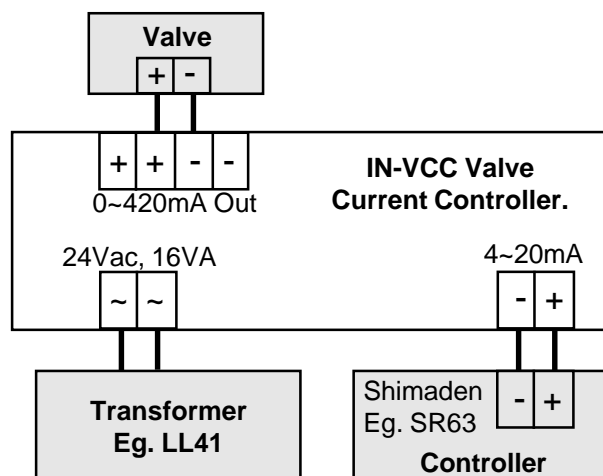 Valve
+ -
+ + - -
IN-VCC Valve
Current Controller.
0~420mA Out
24Vac, 16VA
4~20mA
~ ~
- +
Transformer
Eg. LL41
Shimaden
Eg. SR63
- +
Controller